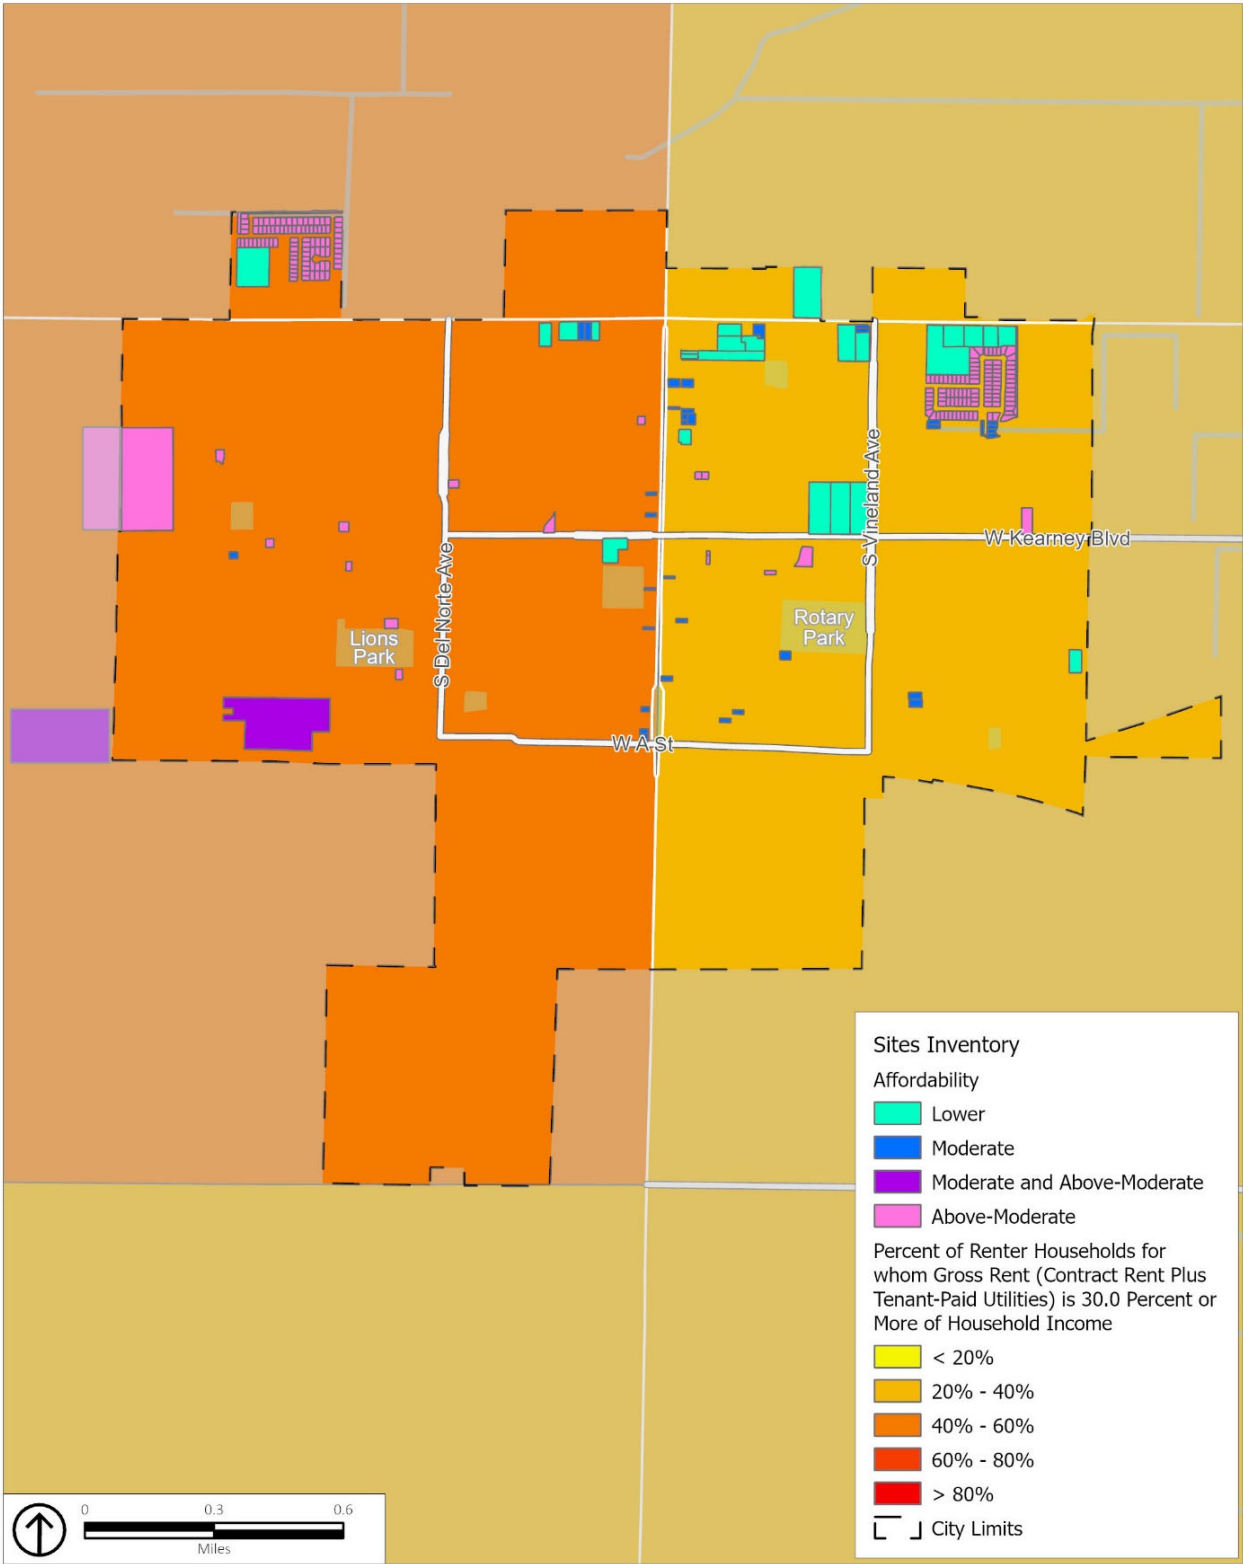 S Vineland Ave
W Kearney Blvd
S Del Norte Ave
Rotary
Park
Lions
Park
W A St
Sites Inventory
Affordability
Lower
Moderate
Moderate and Above-Moderate
Above-Moderate
Percent of Renter Households for
whom Gross Rent (Contract Rent Plus
Tenant-Paid Utilities) is 30.0 Percent or
More of Household Income
< 20%
20% - 40%
40% - 60%
60% - 80%
> 80%
City Limits
0 0.3 0.6
Miles